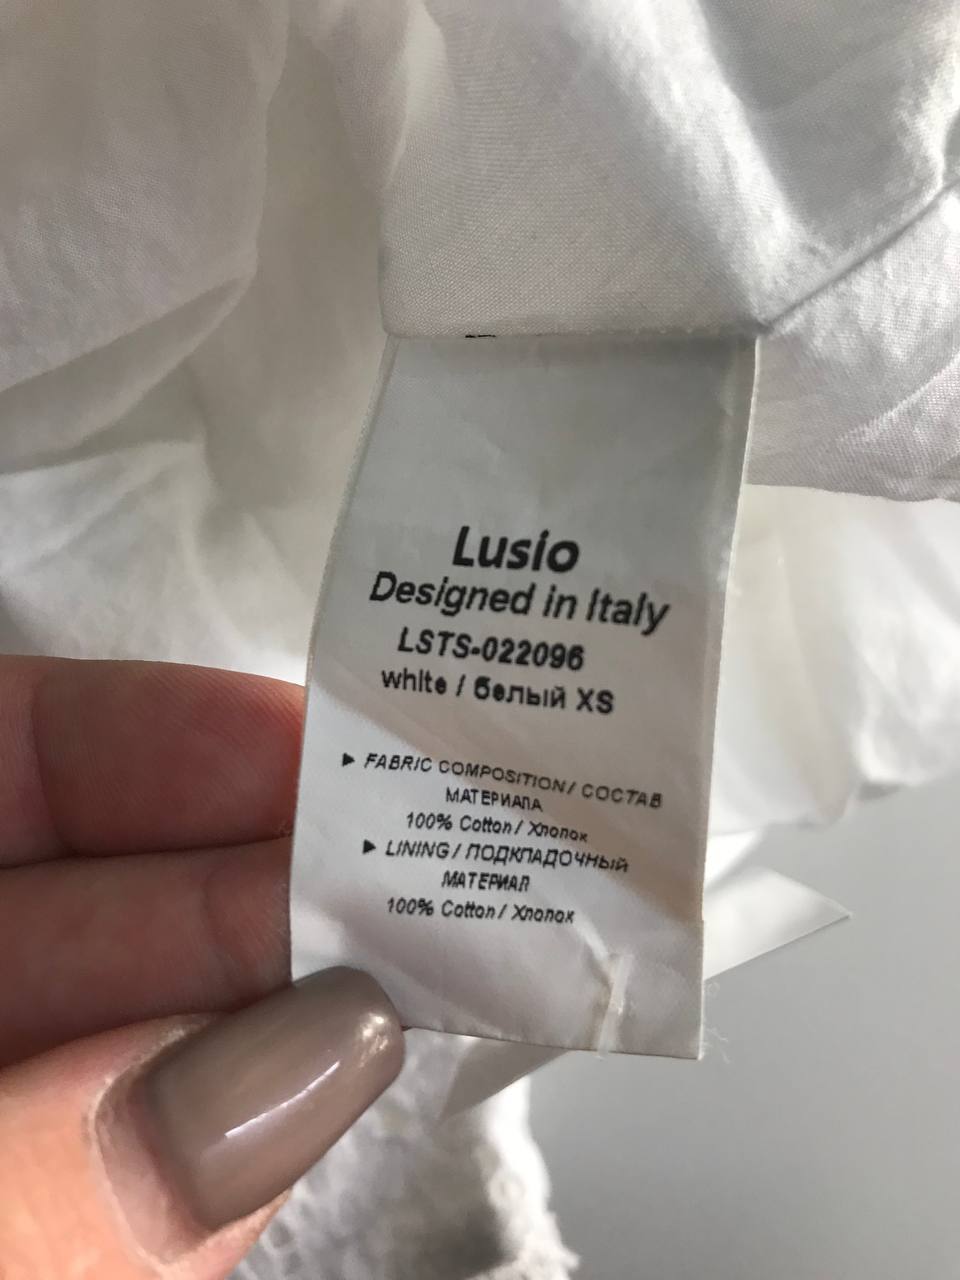 Lusio
Designed in Italy
LSTS-022096
white / белый XS
▶ FABRIC COMPOSITION / СОСТАВ
МАТЕРИАЛА
100% Cotton / Хлопок
▶ LINING / ПОДКЛАДОЧНЫЙ
МАТЕРИАЛ
100% Cotton / Хлопок